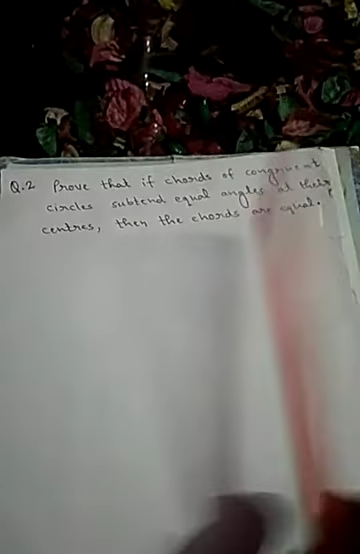 Q.2 Prove that if chords of congruent
circles subtend equal angles at their
centres, then the chords are equal.